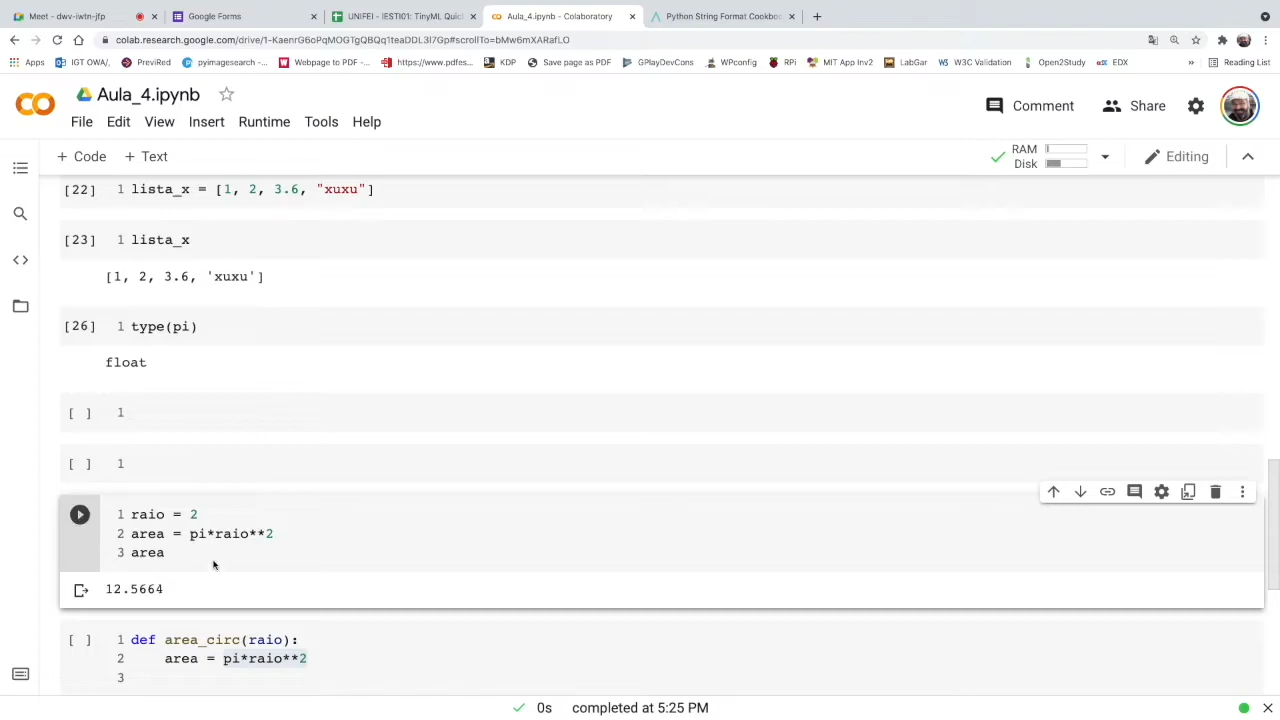 Meet - dwv-iwtn-jfp
Google Forms
UNIFEI - IESTI01: TinyML Quic
Aula_4.ipynb - Colaboratory
Python String Format Cookboo
colab.research.google.com/drive/1-KaenrG6oPqMOGTgQBQq1teaDDL3I7Gp#scrollTo=bMw6mXARafLO
Apps
IGT OWA/,
PreviRed
pyimagesearch -...
Webpage to PDF -...
https://www.pdfes...
KDP
Save page as PDF
GPlayDevCons
WPconfig
RPi
MIT App Inv2
LabGar
W3C Validation
Open2Study
EDX
»
Reading List
Aula_4.ipynb
File Edit View Insert Runtime Tools Help
Comment
Share
+ Code + Text
RAM
Disk
Editing
[22] 1 lista_x = [1, 2, 3.6, "xuxu"]
[23] 1 lista_x
[1, 2, 3.6, 'xuxu']
[26] 1 type(pi)
float
[ ] 1
[ ] 1
1 raio = 2
2 area = pi*raio**2
3 area
12.5664
[ ] 1 def area_circ(raio):
2 area = pi*raio**2
3
0s completed at 5:25 PM